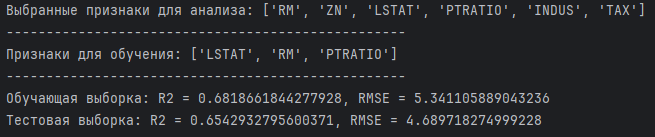 Выбранные признаки для анализа: ['RM', 'ZN', 'LSTAT', 'PTRATIO', 'INDUS', 'TAX']
--------------------------------------------------
Признаки для обучения: ['LSTAT', 'RM', 'PTRATIO']
--------------------------------------------------
Обучающая выборка: R2 = 0.6818661844277928, RMSE = 5.341105889043236
Тестовая выборка: R2 = 0.6542932795600371, RMSE = 4.689718274999228